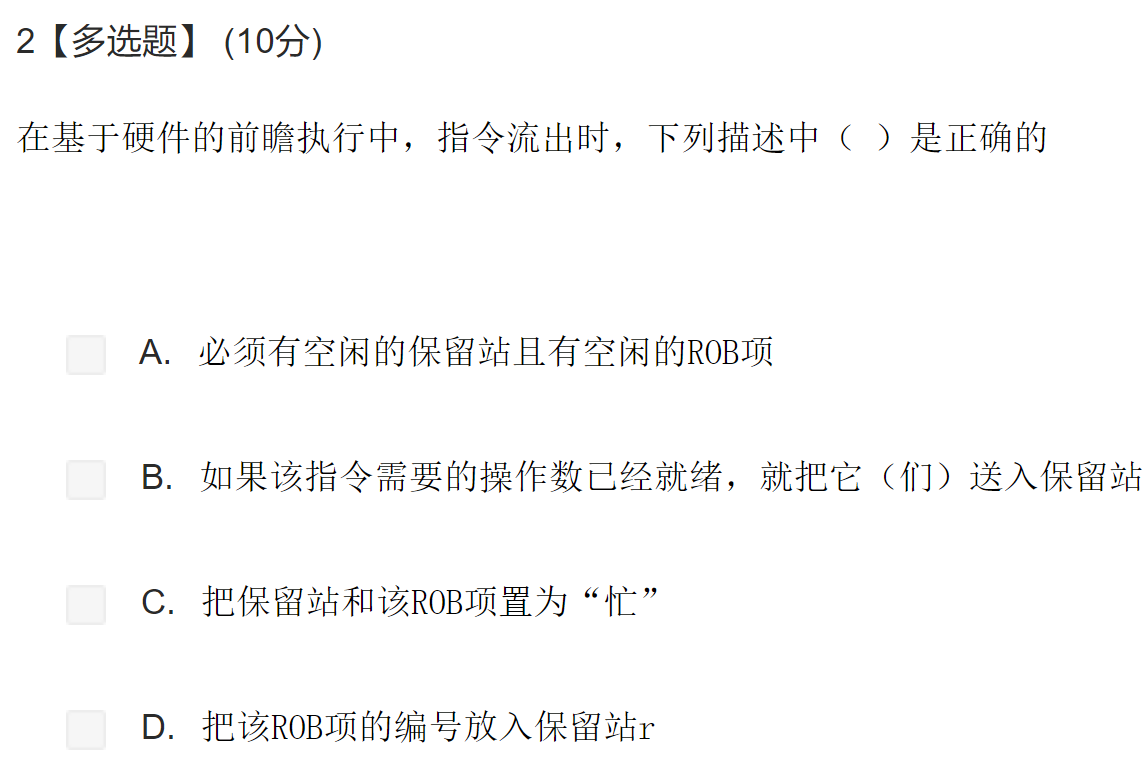 2【多选题】 (10分)
在基于硬件的前瞻执行中，指令流出时，下列描述中（ ）是正确的
A. 必须有空闲的保留站且有空闲的ROB项
B. 如果该指令需要的操作数已经就绪，就把它（们）送入保留站
C. 把保留站和该ROB项置为“忙”
D. 把该ROB项的编号放入保留站r